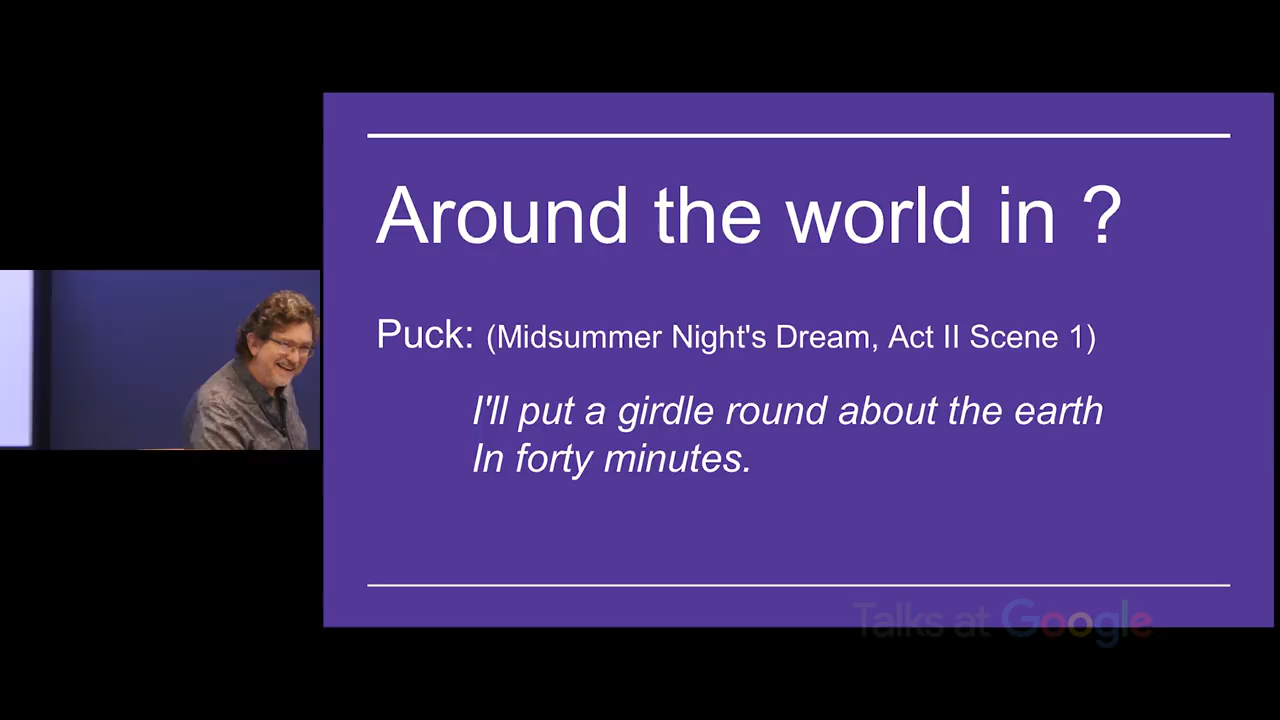 Around the world in ?
Puck: (Midsummer Night's Dream, Act II Scene 1)
I'll put a girdle round about the earth
In forty minutes.
Talks at Google